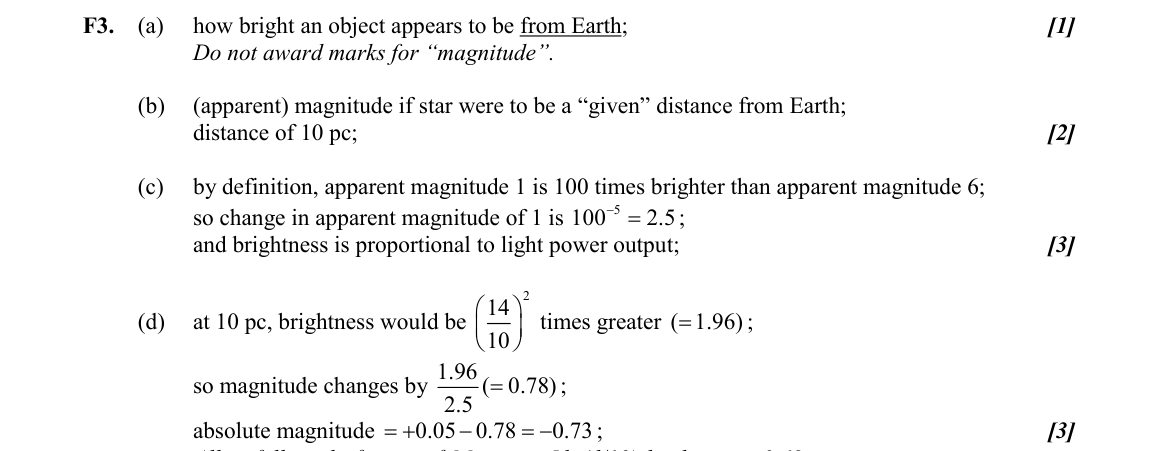 F3. (a) how bright an object appears to be from Earth; [1]
Do not award marks for “magnitude”.
(b) (apparent) magnitude if star were to be a “given” distance from Earth;
distance of 10 pc; [2]
(c) by definition, apparent magnitude 1 is 100 times brighter than apparent magnitude 6;
so change in apparent magnitude of 1 is 100⁻⁵ = 2.5;
and brightness is proportional to light power output; [3]
(d) at 10 pc, brightness would be (14/10)² times greater (=1.96);
so magnitude changes by 1.96/2.5 (= 0.78);
absolute magnitude = +0.05 − 0.78 = −0.73; [3]